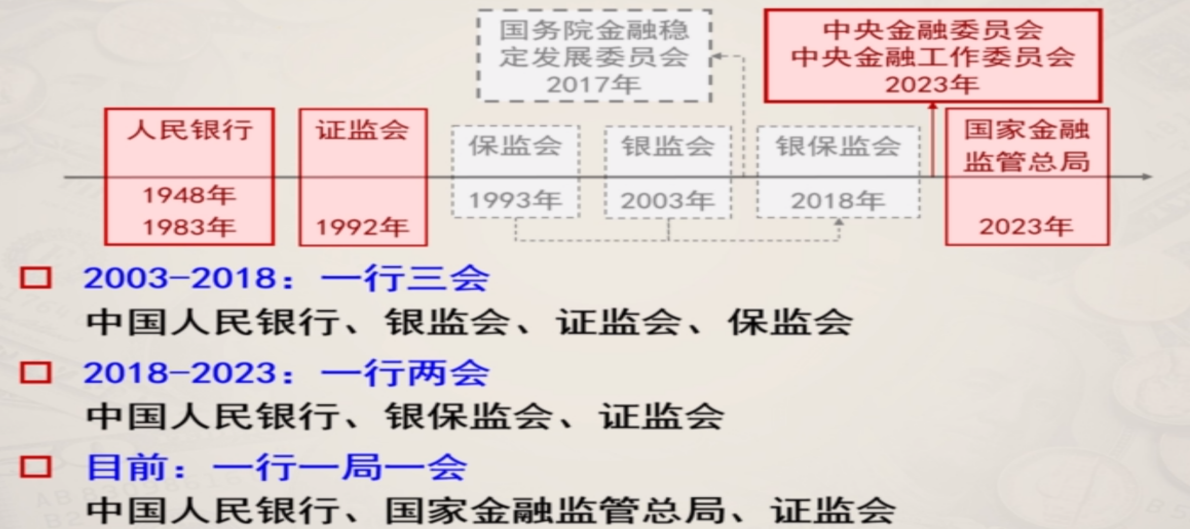 国务院金融稳
定发展委员会
2017年
中央金融委员会
中央金融工作委员会
2023年
人民银行
1948年
1983年
证监会
1992年
保监会
1993年
银监会
2003年
银保监会
2018年
国家金融
监管总局
2023年
2003-2018：一行三会
中国人民银行、银监会、证监会、保监会
2018-2023：一行两会
中国人民银行、银保监会、证监会
目前：一行一局一会
中国人民银行、国家金融监管总局、证监会